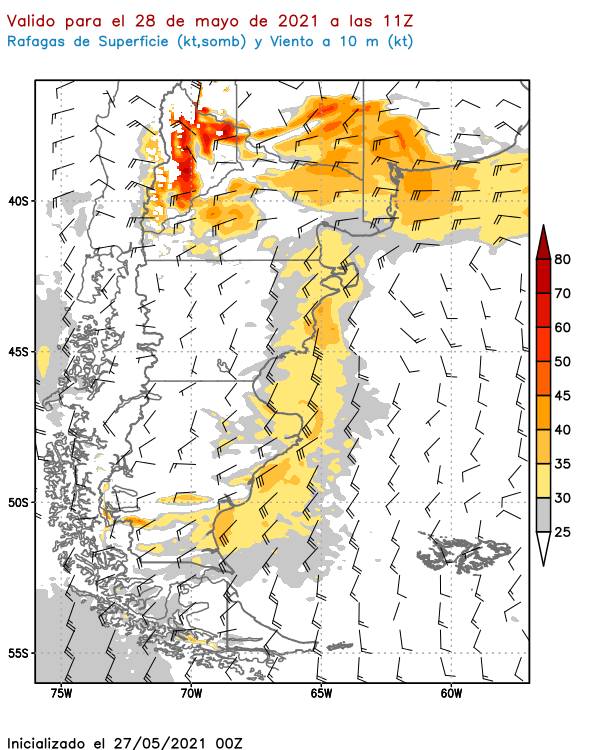 Valido para el 28 de mayo de 2021 a las 11Z
Rafagas de Superficie (kt,somb) y Viento a 10 m (kt)
40S
45S
50S
55S
75W 70W 65W 60W
80
70
60
50
45
40
35
30
25
Inicializado el 27/05/2021 00Z